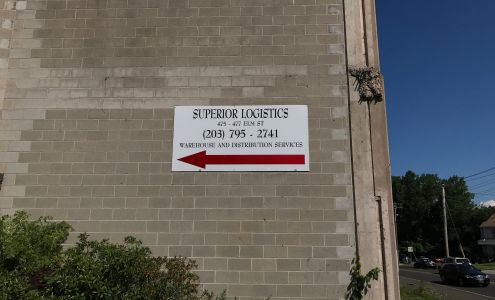 SUPERIOR LOGISTICS
475 - 477 ELM ST
(203) 795 - 2741
WAREHOUSE AND DISTRIBUTION SERVICES